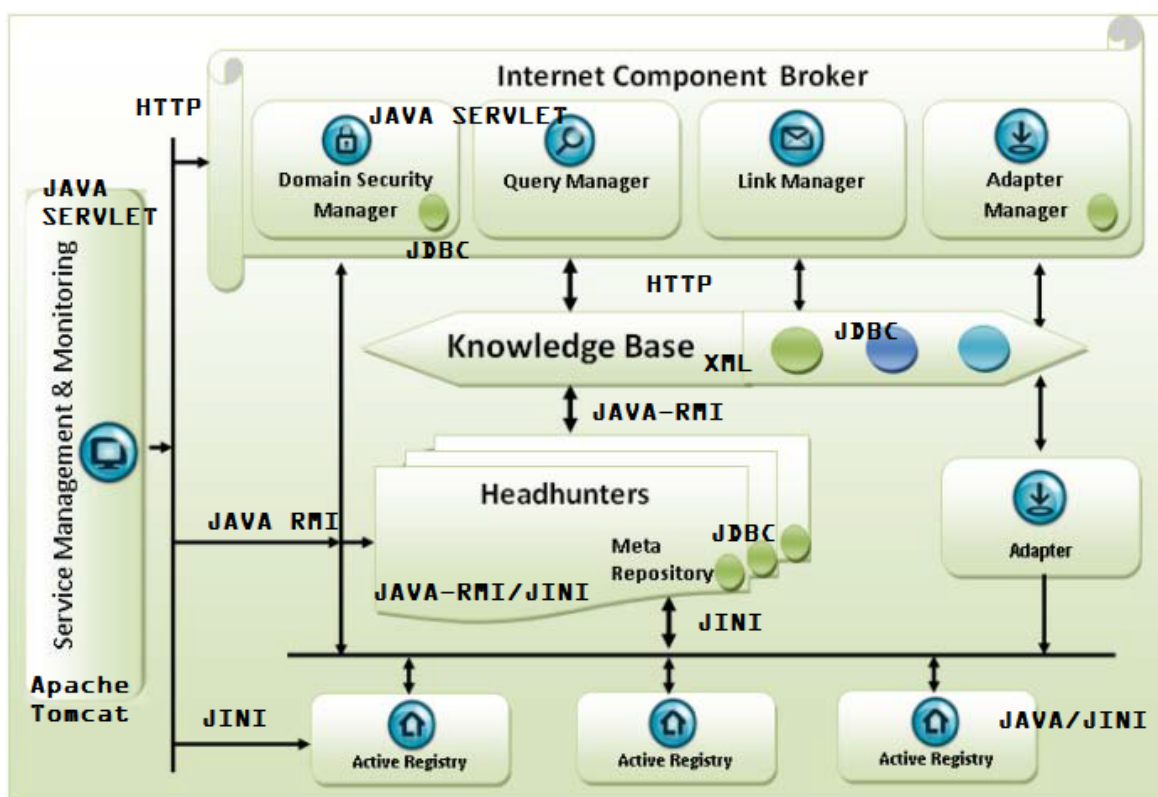 Internet Component Broker
HTTP
JAVA SERVLET
Domain Security
Manager
Query Manager
Link Manager
Adapter
Manager
JDBC
JAVA
SERVLET
Service Management & Monitoring
Apache
Tomcat
HTTP
Knowledge Base
XML
JDBC
JAVA-RMI
JAVA RMI
Headhunters
JDBC
Meta
Repository
JAVA-RMI/JINI
Adapter
JINI
JINI
Active Registry
Active Registry
JAVA/JINI
Active Registry